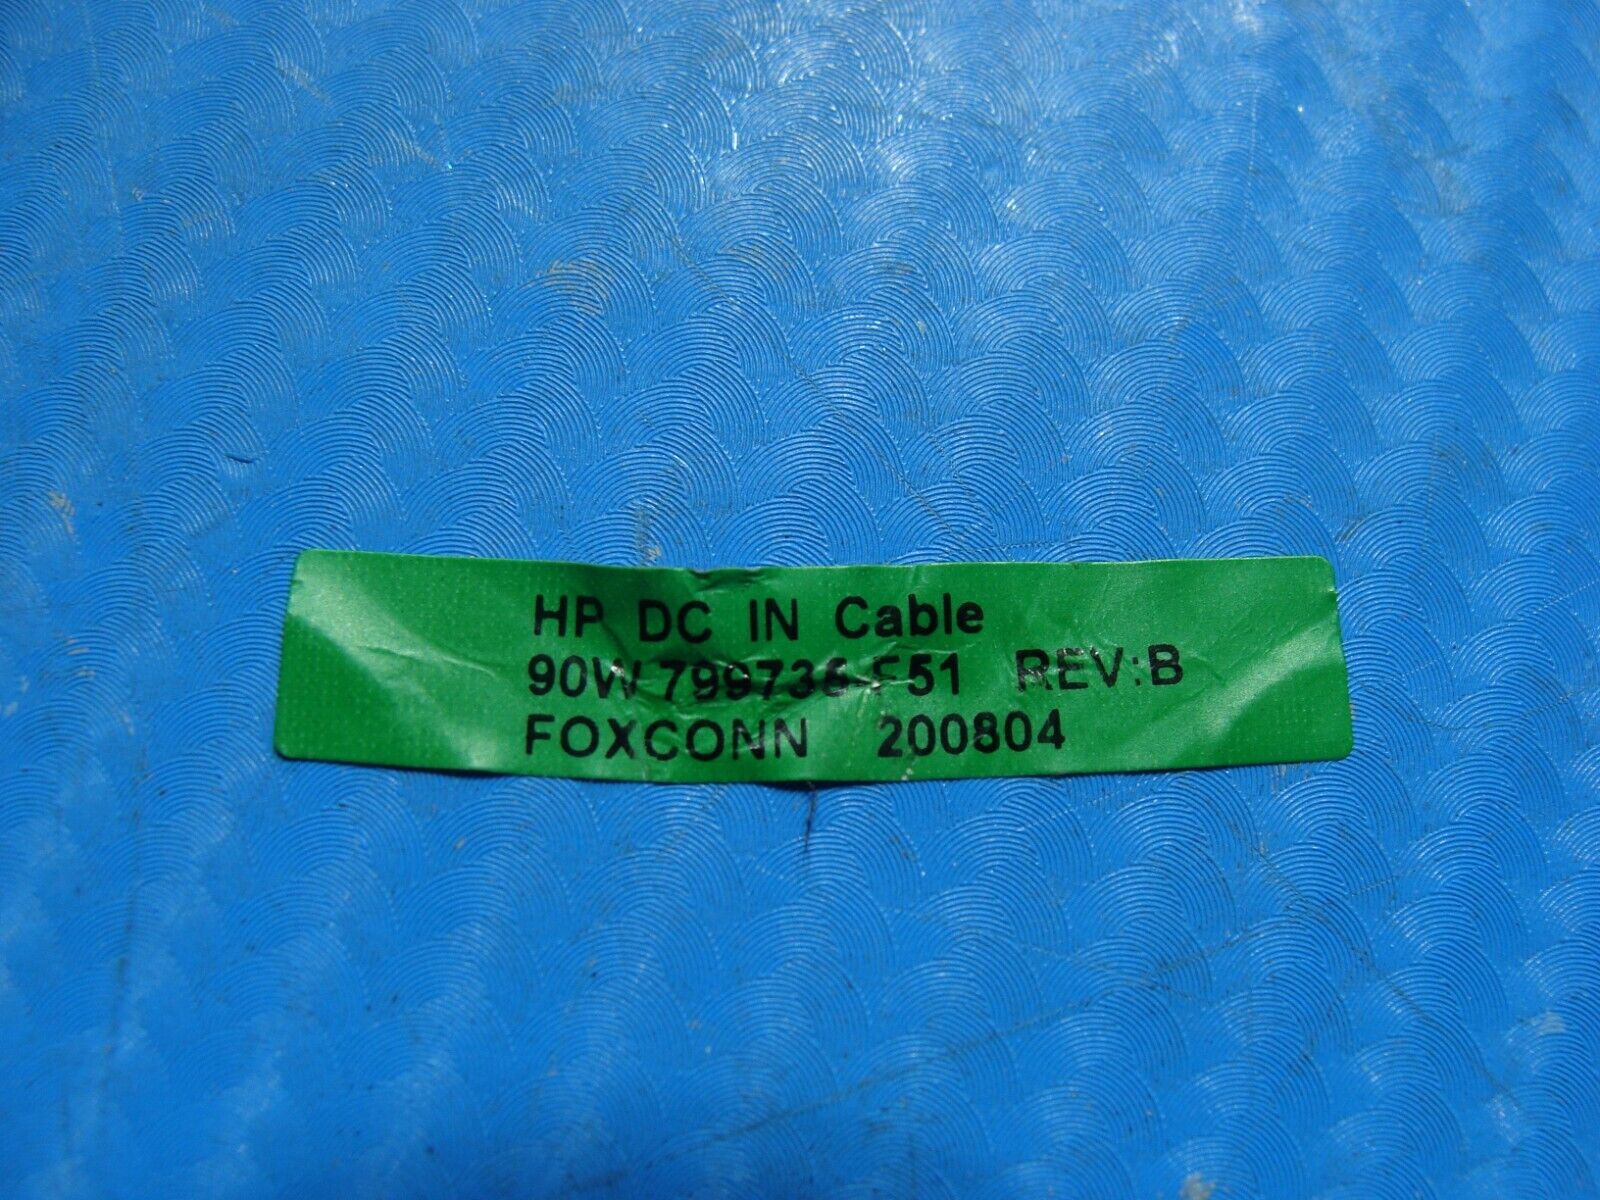 HP DC IN Cable
90W 799736-F51 REV:B
FOXCONN 200804